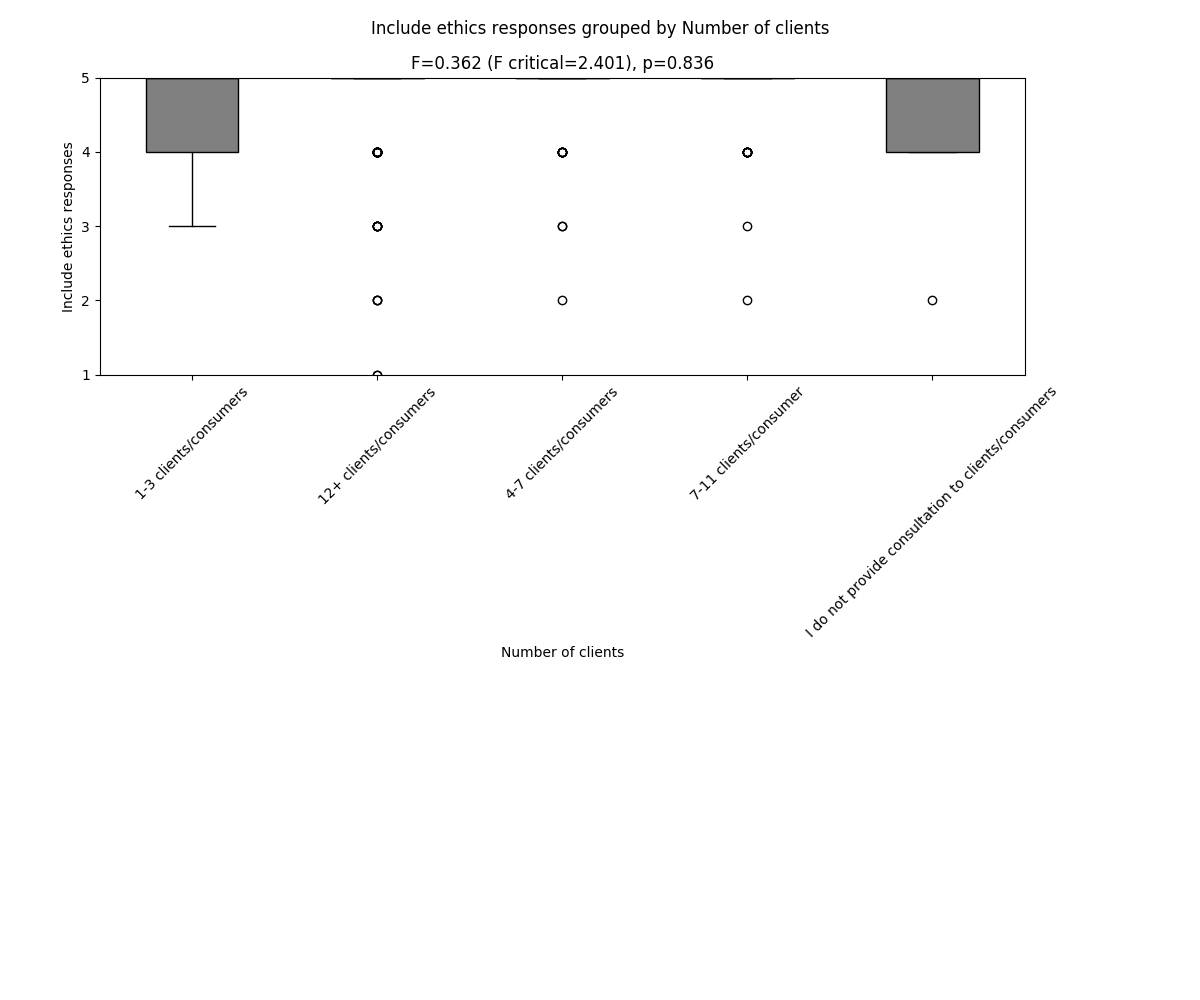 Include ethics responses grouped by Number of clients
F=0.362 (F critical=2.401), p=0.836
Include ethics responses
5
4
3
2
1
1-3 clients/consumers
12+ clients/consumers
4-7 clients/consumers
7-11 clients/consumer
I do not provide consultation to clients/consumers
Number of clients